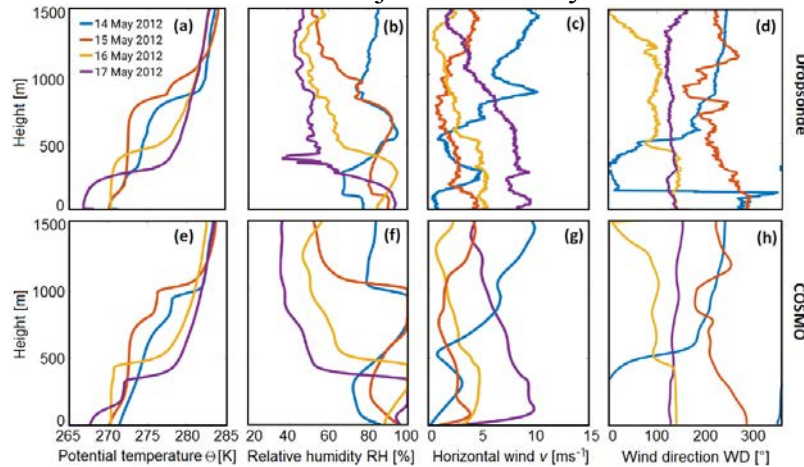 1500
1000
500
0
Height [m]
14 May 2012
15 May 2012
16 May 2012
17 May 2012
(a)
(b)
(c)
(d)
Dropsonde
1500
1000
500
0
Height [m]
(e)
(f)
(g)
(h)
COSMO
265 270 275 280 285
20 40 60 80 100
0 5 10 15
0 100 200 300
Potential temperature Θ [K]
Relative humidity RH [%]
Horizontal wind v [ms⁻¹]
Wind direction WD [°]